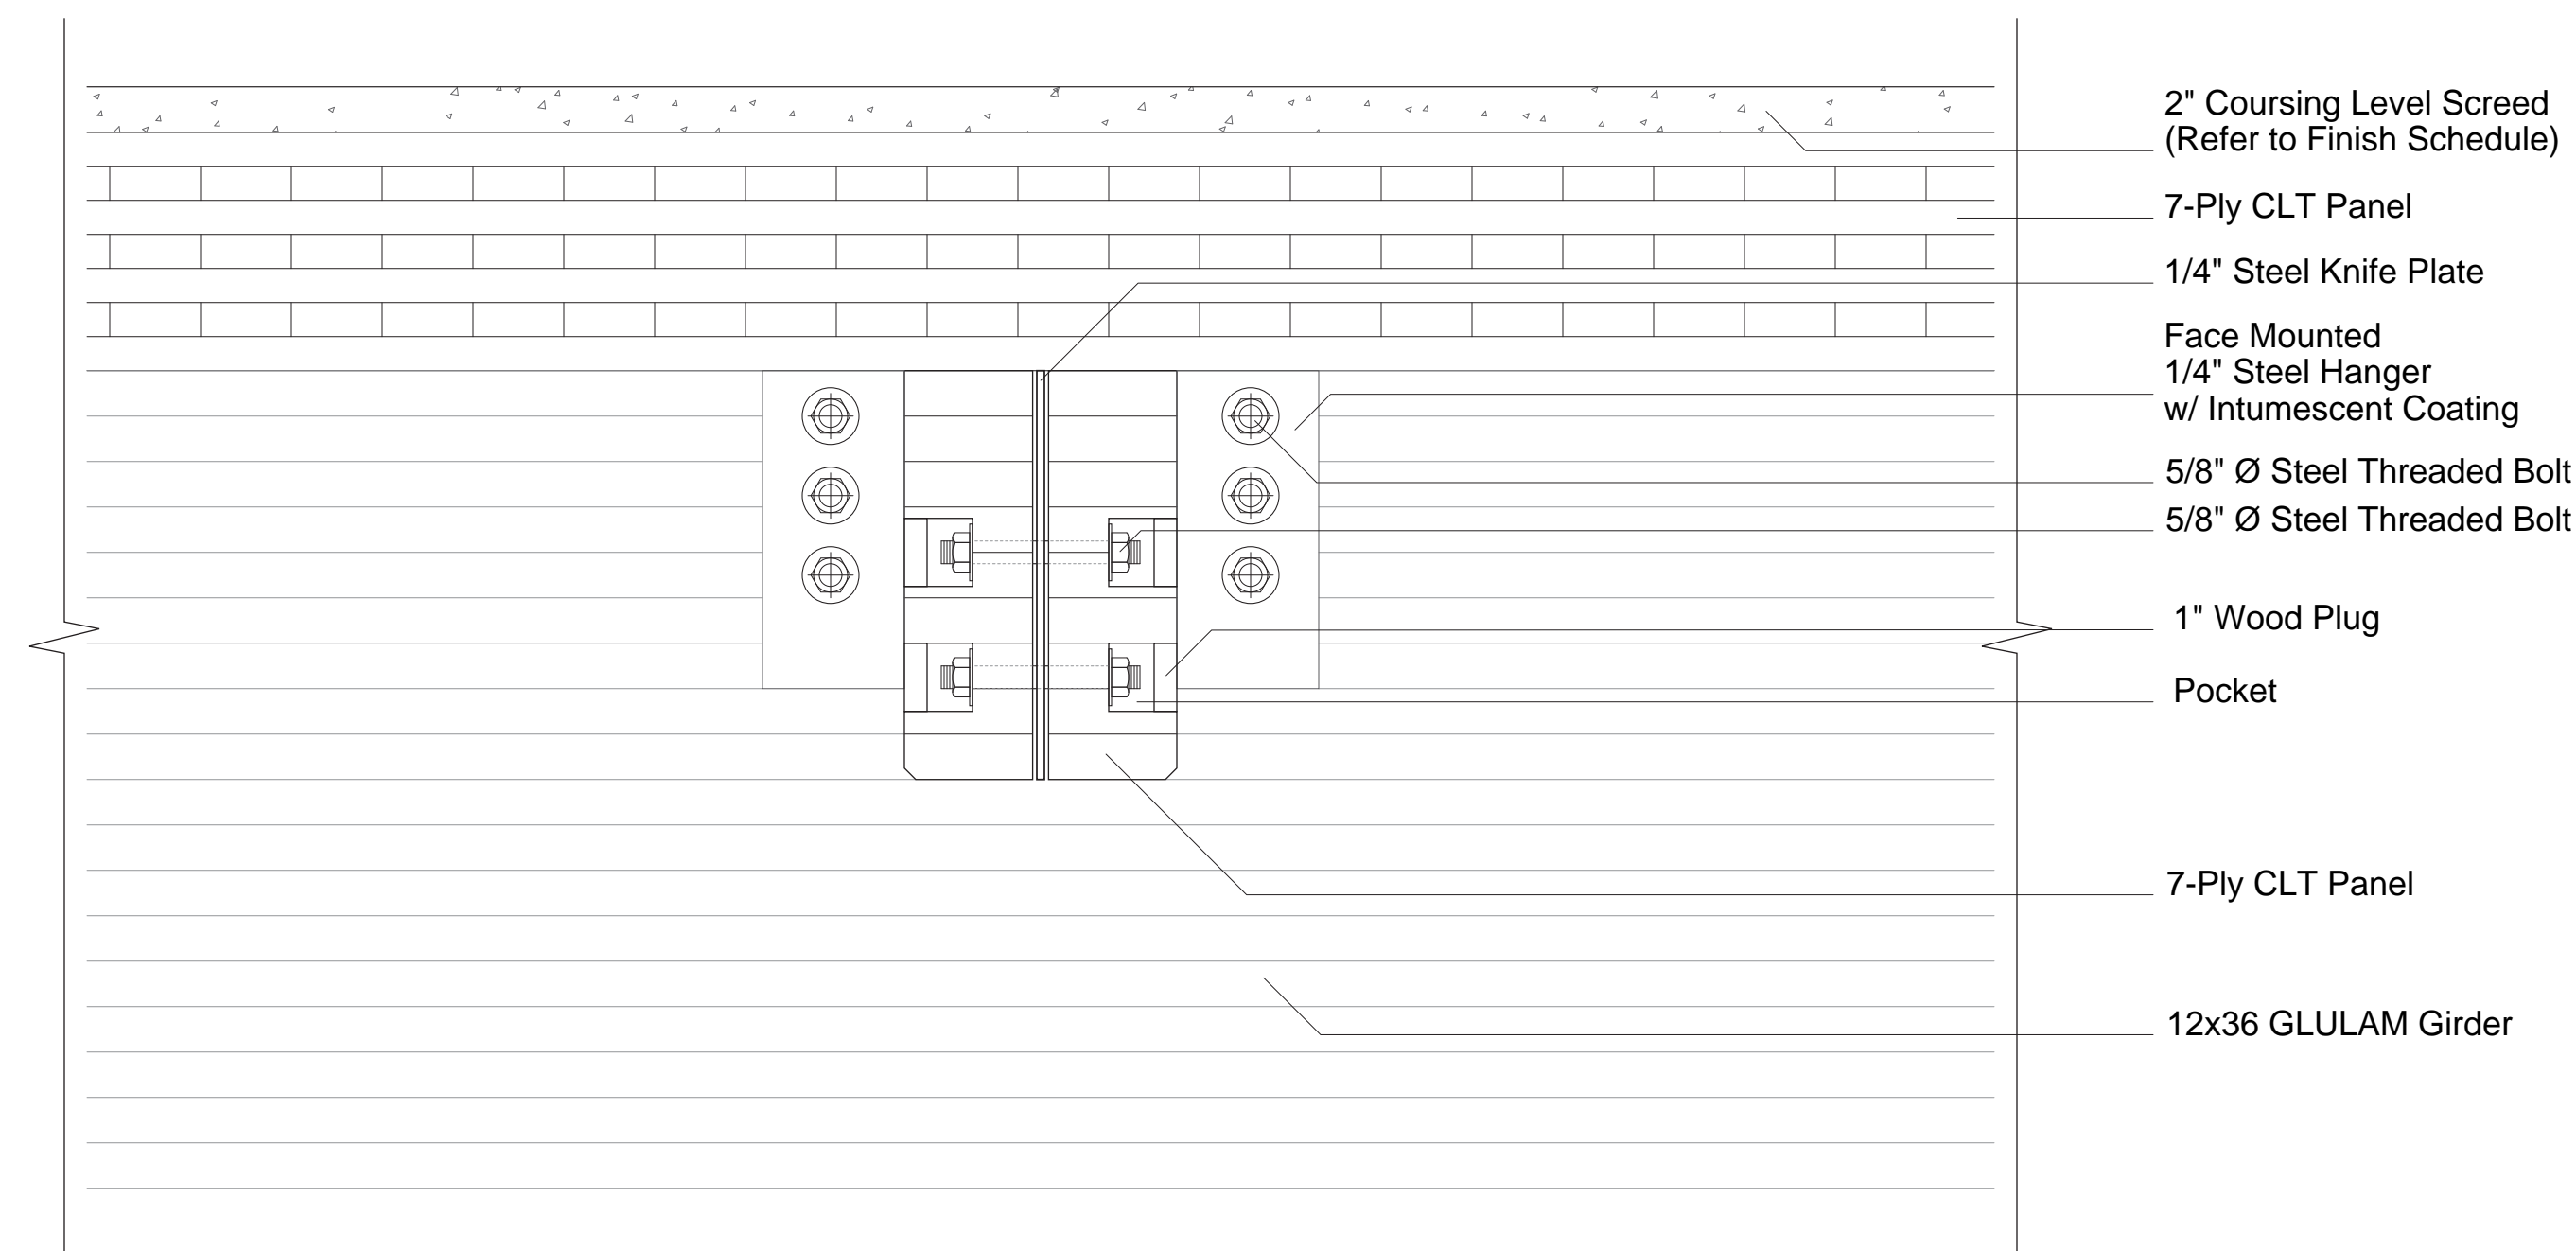 2" Coursing Level Screed
(Refer to Finish Schedule)
7-Ply CLT Panel
1/4" Steel Knife Plate
Face Mounted
1/4" Steel Hanger
w/ Intumescent Coating
5/8" Ø Steel Threaded Bolt
5/8" Ø Steel Threaded Bolt
1" Wood Plug
Pocket
7-Ply CLT Panel
12x36 GLULAM Girder